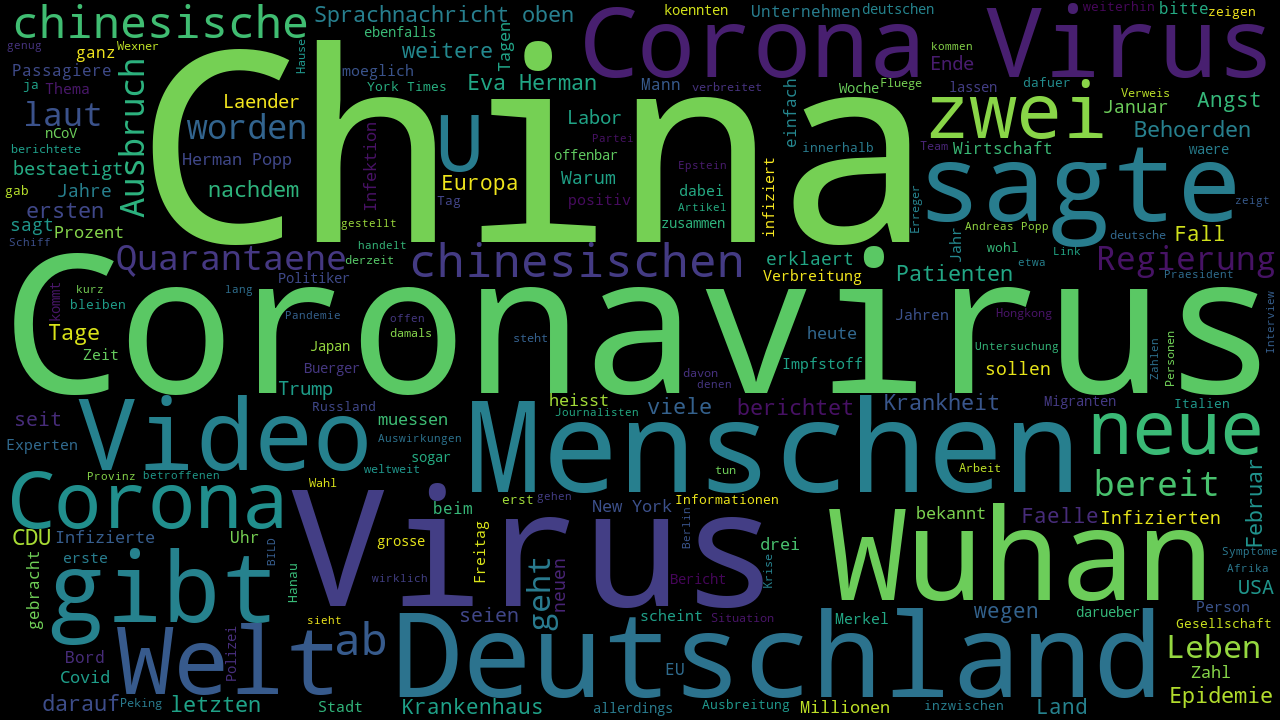 chinesische
Sprachnachricht oben
koennten
Unternehmen
deutschen
weiterhin
bitte
zeigen
genug
ganz
Wexner
Hause
ebenfalls
weitere
Tagen
Corona Virus
kommen
Ende
Passagiere
moeglich
ja
Thema
York Times
Eva Herman
Mann
verbreitet
Woche
Fluege
lassen
dafuer
Verweis
Januar
Angst
laut
Laender
China
zwei
nCoV
worden
U
Labor
einfach
Behoerden
berichtete
Ausbruch
Herman Popp
Infektion
offenbar
Partei
innerhalb
Team
Wirtschaft
waere
bestaetigt
Europa
Warum
Epstein
sagte
gab
Jahre
nachdem
Tag
positiv
dabei
Artikel
infiziert
Erreger
zeigt
ersten
sagt
Prozent
gestellt
zusammen
Andreas Popp
deutsche
Fall
Schiff
handelt
derzeit
Jahr
wohl
Link
etwa
Quarantaene
chinesischen
erklaert
Verbreitung
Patienten
Regierung
Praesident
Politiker
kurz
kommt
bleiben
lang
Coronavirus
Pandemie
offen
damals
Jahren
Hongkong
Interview
Tage
Zeit
Japan
steht
heute
Untersuchung
Zahlen
Personen
Buerger
Impfstoff
sollen
Trump
davon
denen
Russland
heisst
Journalisten
viele
berichtet
Krankheit
Migranten
Italien
seit
Video
muessen
Menschen
neue
Experten
Auswirkungen
sogar
weltweit
Provinz
betroffenen
tun
Arbeit
bereit
Corona
Wahl
Virus
erst
gehen
New York
Informationen
Wuhan
bekannt
Faelle
Infizierten
Februar
beim
CDU
Infizierte
Uhr
BILD
grosse
Freitag
Berlin
drei
Symptome
erste
gibt
Hanau
wirklich
geht
neuen
Bericht
Krise
Afrika
USA
gebracht
seien
scheint
Situation
Merkel
wegen
darueber
Person
Gesellschaft
sieht
Welt
ab
Deutschland
Leben
Bord
Polizei
EU
Zahl
Covid
darauf
Peking
letzten
Stadt
Krankenhaus
allerdings
Ausbreitung
Millionen
inzwischen
Land
Epidemie